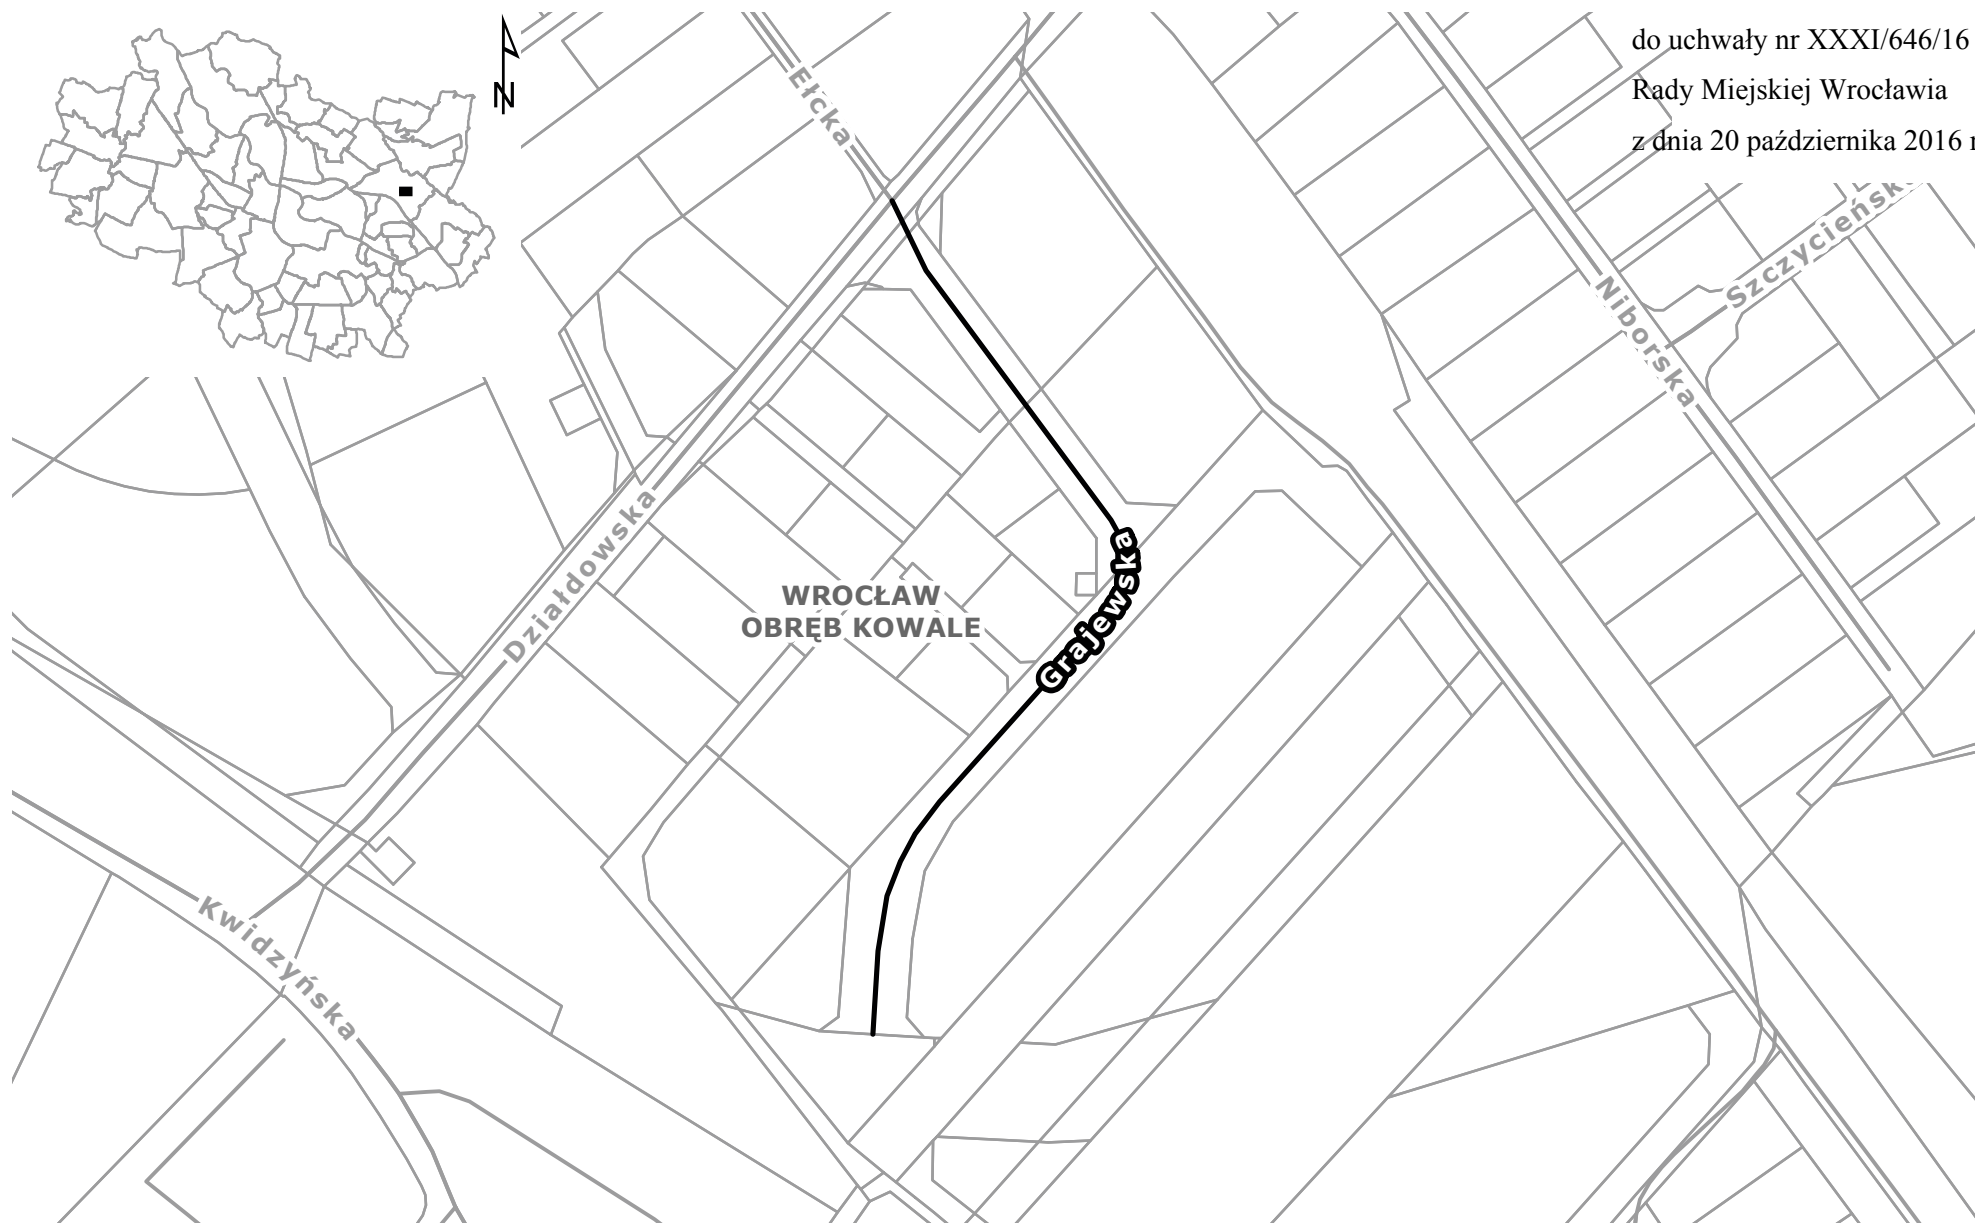 do uchwały nr XXXI/646/16
Rady Miejskiej Wrocławia
z dnia 20 października 2016 r
N
Ełcka
Szczycieńska
Niborska
Działdowska
WROCŁAW
OBRĘB KOWALE
Grajewska
Kwidzyńska